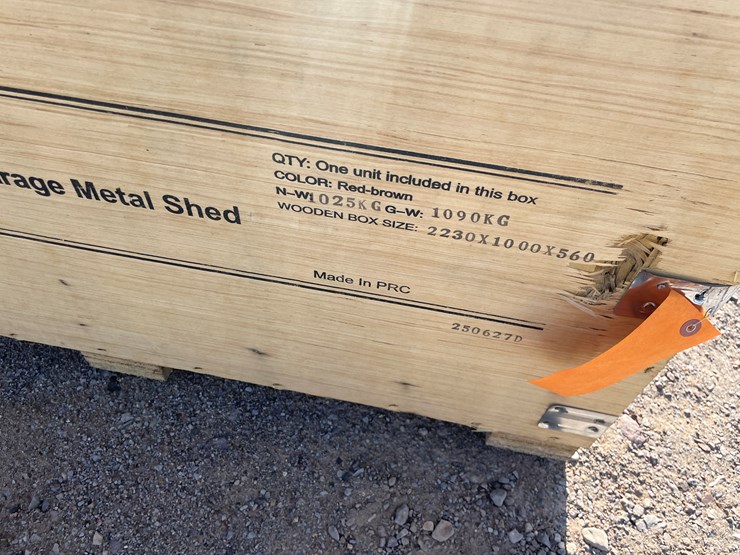 QTY: One unit included in this box
COLOR: Red-brown
N-W: 1025KG G-W: 1090KG
WOODEN BOX SIZE: 2230X1000X560
rage Metal Shed
Made In PRC
250627D